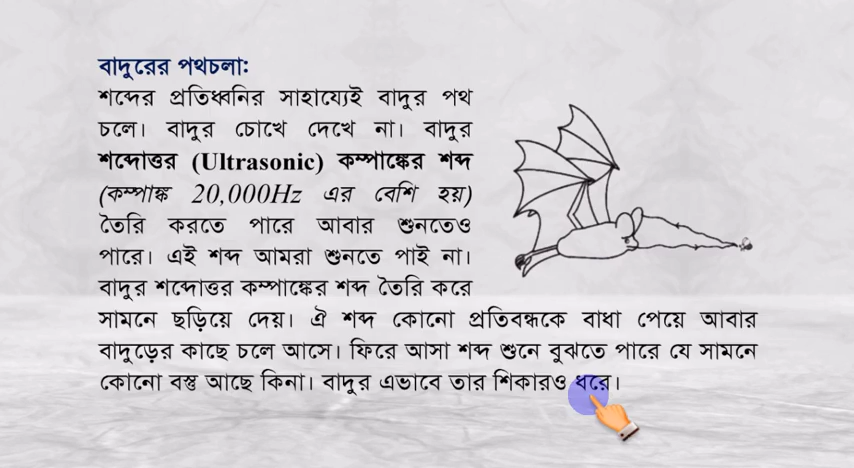 বাদুরের পথচলা:
শব্দের প্রতিধ্বনির সাহায্যেই বাদুর পথ
চলে। বাদুর চোখে দেখে না। বাদুর
শব্দোত্তর (Ultrasonic) কম্পাঙ্কের শব্দ
(কম্পাঙ্ক 20,000Hz এর বেশি হয়)
তৈরি করতে পারে আবার শুনতেও
পারে। এই শব্দ আমরা শুনতে পাই না।
বাদুর শব্দোত্তর কম্পাঙ্কের শব্দ তৈরি করে
সামনে ছড়িয়ে দেয়। ঐ শব্দ কোনো প্রতিবন্ধকে বাধা পেয়ে আবার
বাদুড়ের কাছে চলে আসে। ফিরে আসা শব্দ শুনে বুঝতে পারে যে সামনে
কোনো বস্তু আছে কিনা। বাদুর এভাবে তার শিকারও ধরে।